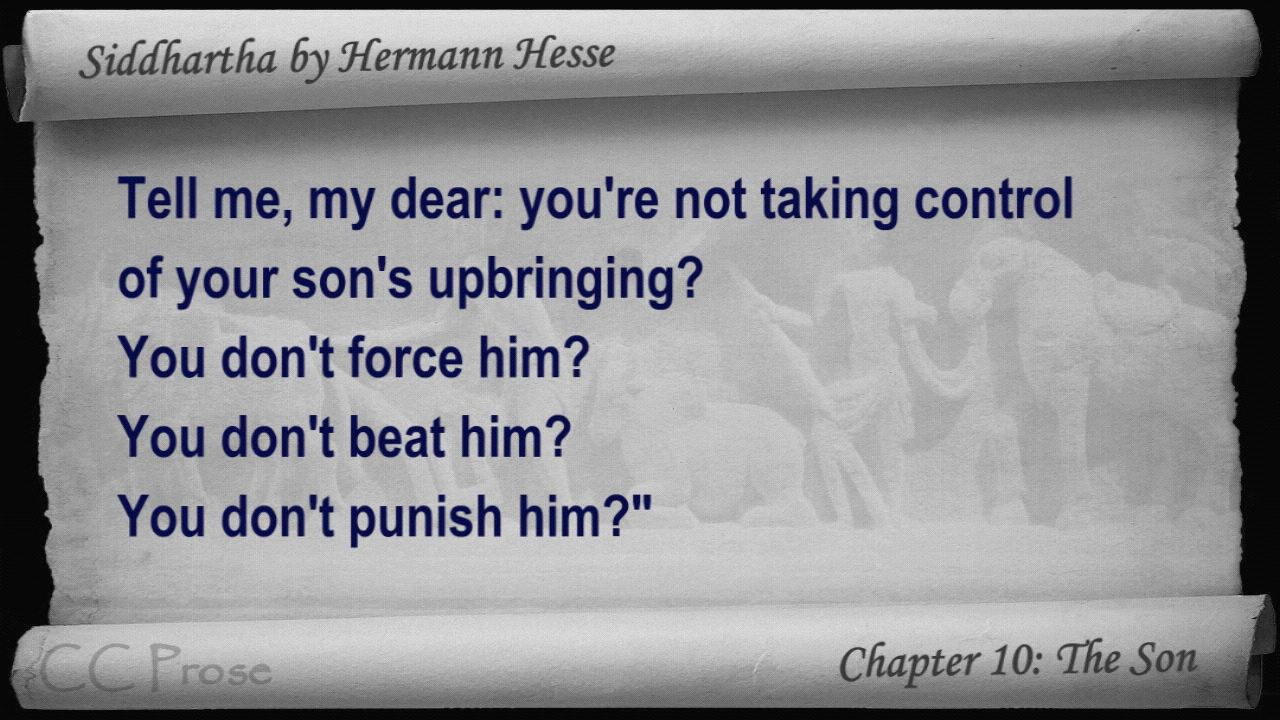 Siddhartha by Hermann Hesse
Tell me, my dear: you're not taking control
of your son's upbringing?
You don't force him?
You don't beat him?
You don't punish him?"
CC Prose
Chapter 10: The Son